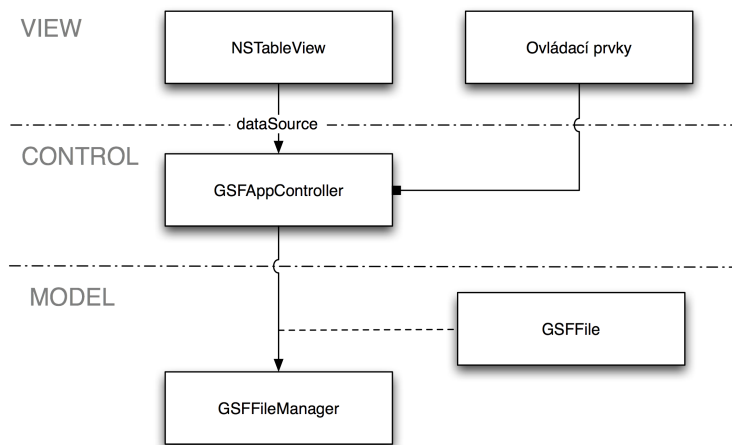 VIEW
NSTableView
Ovládací prvky
dataSource
CONTROL
GSFAppController
MODEL
GSFFile
GSFFileManager